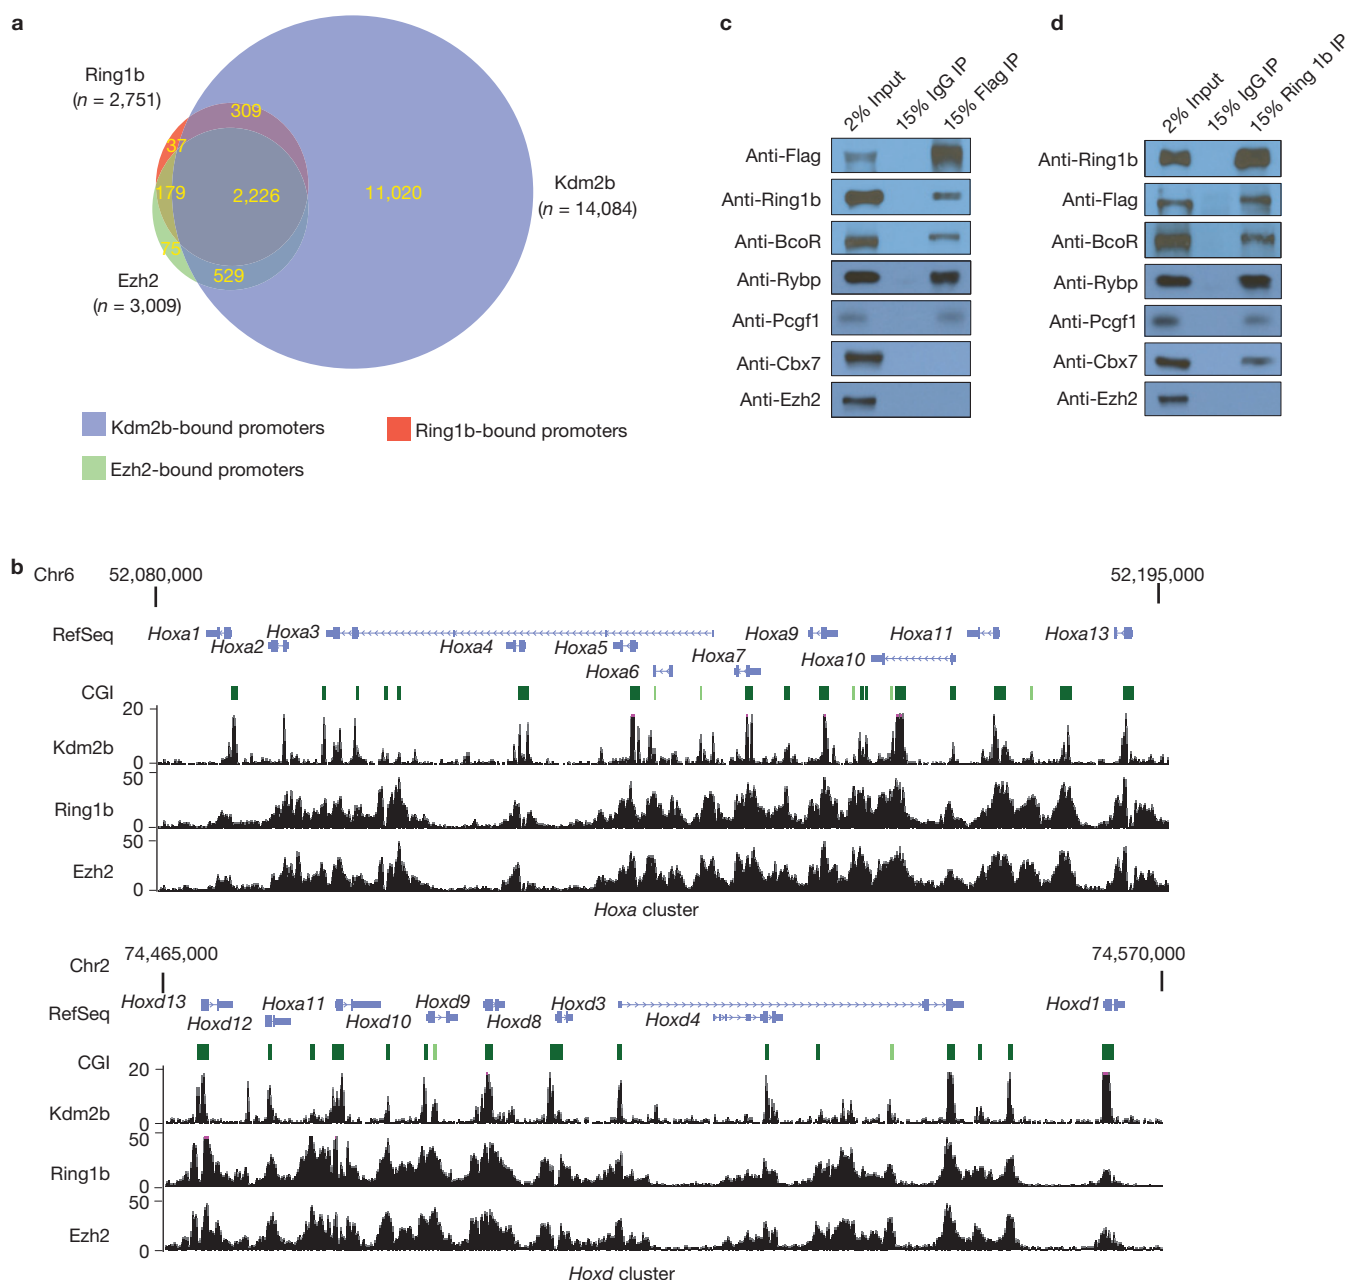 a
Ring1b
(n = 2,751)
309
37
179
2,226
11,020
75
529
Kdm2b
(n = 14,084)
Ezh2
(n = 3,009)
Kdm2b-bound promoters
Ring1b-bound promoters
Ezh2-bound promoters
c
2% Input
15% IgG IP
15% Flag IP
Anti-Flag
Anti-Ring1b
Anti-BcoR
Anti-Rybp
Anti-Pcgf1
Anti-Cbx7
Anti-Ezh2
d
2% Input
15% IgG IP
15% Ring 1b IP
Anti-Ring1b
Anti-Flag
Anti-BcoR
Anti-Rybp
Anti-Pcgf1
Anti-Cbx7
Anti-Ezh2
b
Chr6 52,080,000 52,195,000
RefSeq Hoxa1 Hoxa2 Hoxa3 Hoxa4 Hoxa5 Hoxa6 Hoxa7 Hoxa9 Hoxa10 Hoxa11 Hoxa13
CGI
20
Kdm2b
0
50
Ring1b
0
50
Ezh2
0
Hoxa cluster
Chr2 74,465,000 74,570,000
RefSeq Hoxd13 Hoxd12 Hoxa11 Hoxd10 Hoxd9 Hoxd8 Hoxd3 Hoxd4 Hoxd1
CGI
20
Kdm2b
0
50
Ring1b
0
50
Ezh2
0
Hoxd cluster